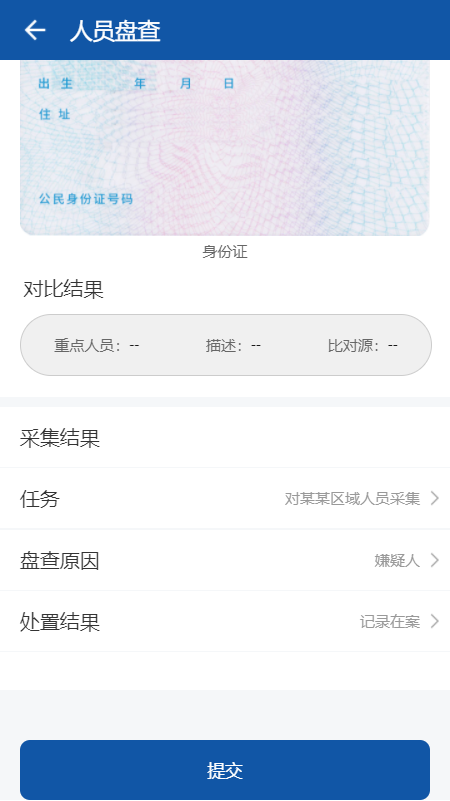 人员盘查
出 生 年 月 日
住 址
公民身份证号码
身份证
对比结果
重点人员：-- 描述：-- 比对源：--
采集结果
任务 对某某区域人员采集
盘查原因 嫌疑人
处置结果 记录在案
提交